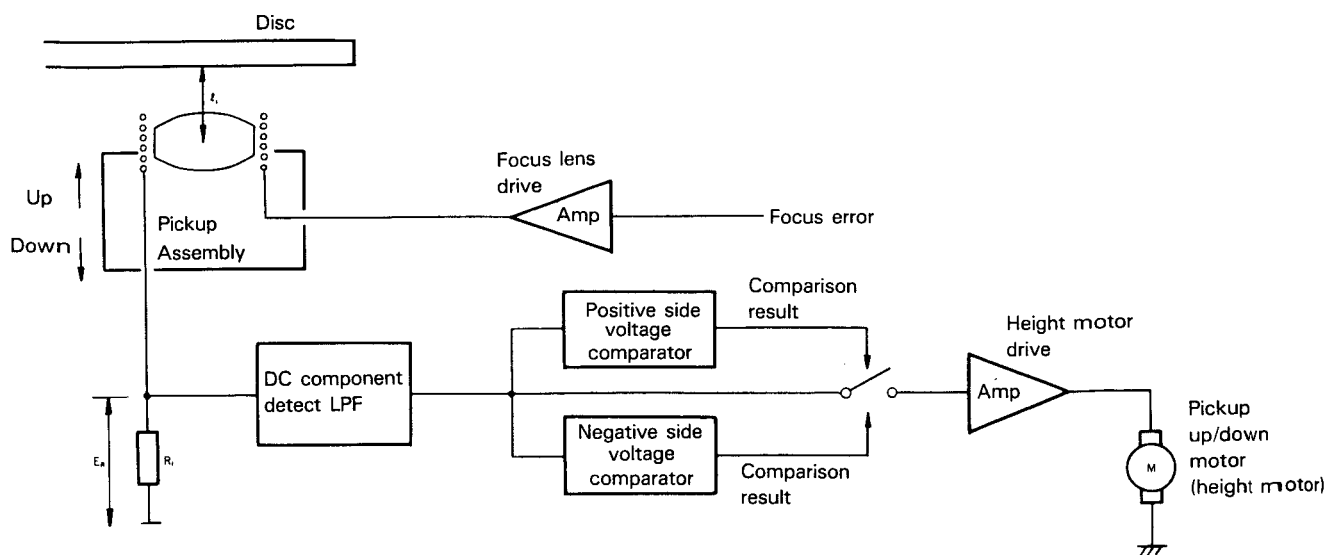 Disc
ℓ₁
Focus lens
drive
Up
Amp
Focus error
Pickup
Assembly
Down
Positive side
voltage
comparator
Comparison
result
Height motor
drive
DC component
detect LPF
Amp
Pickup
up/down
motor
(height motor)
Negative side
voltage
comparator
E_R
R₁
M
Comparison
result